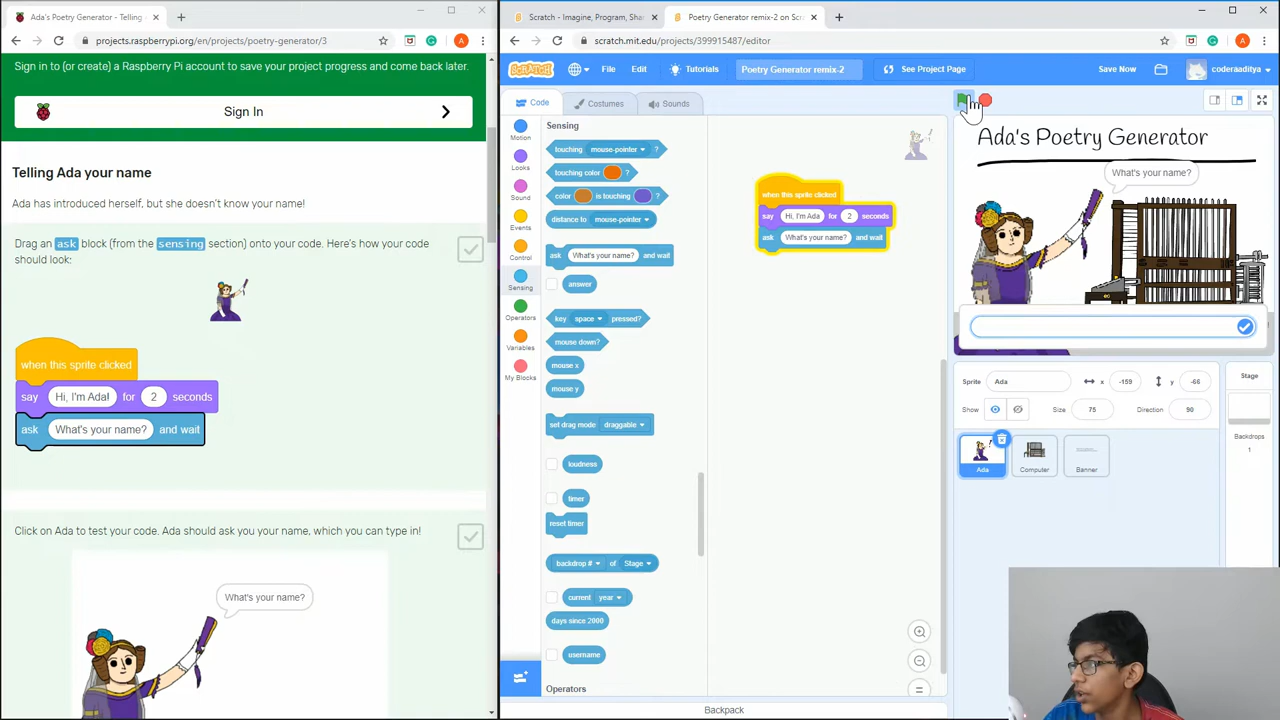 Ada's Poetry Generator - Telling
projects.raspberrypi.org/en/projects/poetry-generator/3
A
Sign in to (or create) a Raspberry Pi account to save your project progress and come back later.
Sign In
Telling Ada your name
Ada has introduced herself, but she doesn't know your name!
Drag an ask block (from the sensing section) onto your code. Here's how your code
should look:
when this sprite clicked
say Hi, I'm Ada! for 2 seconds
ask What's your name? and wait
Click on Ada to test your code. Ada should ask you your name, which you can type in!
What's your name?
Scratch - Imagine, Program, Sha
Poetry Generator remix-2 on Scr
scratch.mit.edu/projects/399915487/editor
A
SCRATCH
File
Edit
Tutorials
Poetry Generator remix-2
See Project Page
Save Now
coderaaditya
Code
Costumes
Sounds
Motion
Looks
Sound
Events
Control
Sensing
Operators
Variables
My Blocks
Sensing
touching mouse-pointer ?
touching color ?
color is touching ?
distance to mouse-pointer
ask What's your name? and wait
answer
key space pressed?
mouse down?
mouse x
mouse y
set drag mode draggable
loudness
timer
reset timer
backdrop # of Stage
current year
days since 2000
username
Operators
when this sprite clicked
say Hi, I'm Ada for 2 seconds
ask What's your name? and wait
Backpack
Ada's Poetry Generator
What's your name?
Sprite Ada x -159 y -66
Show Size 75 Direction 90
Ada
Computer
Banner
Stage
Backdrops
1